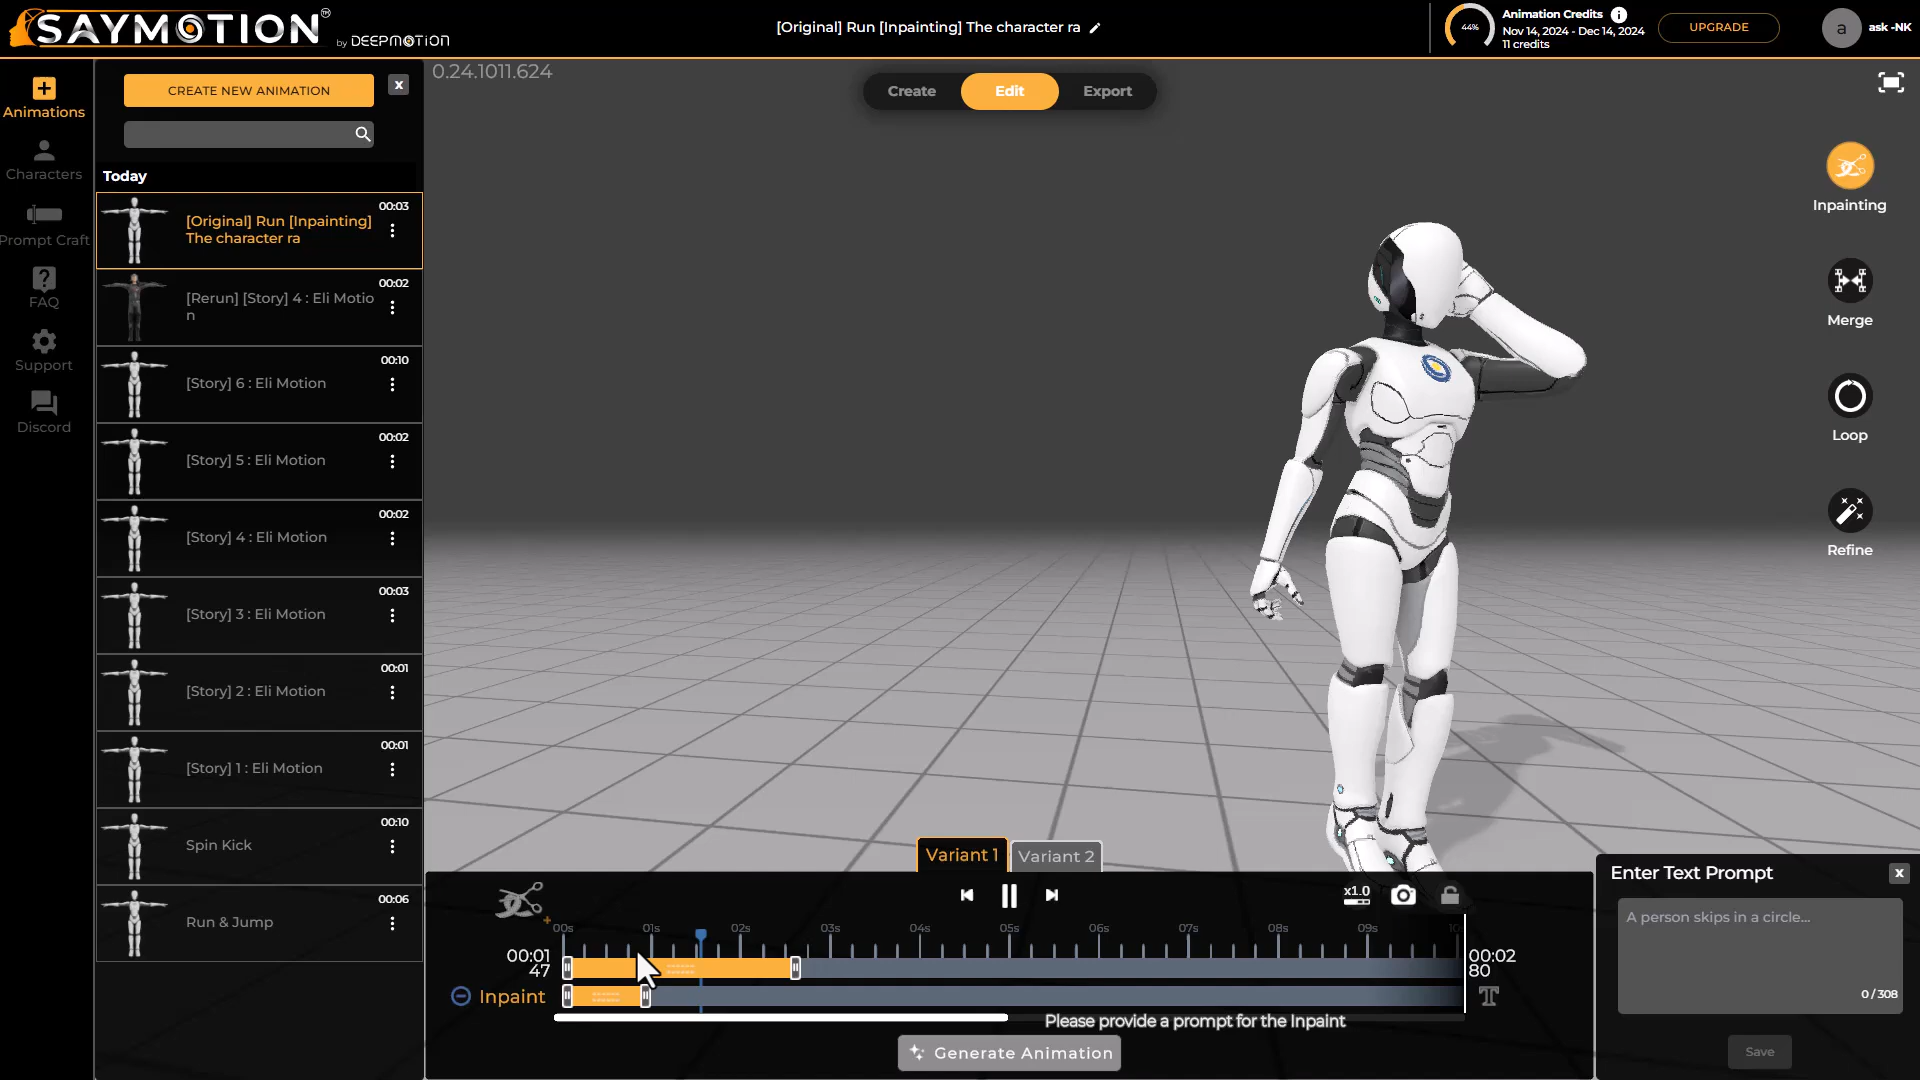 SAYMOTION™
by DEEPMOTION
[Original] Run [Inpainting] The character ra
44%
Animation Credits
Nov 14, 2024 - Dec 14, 2024
11 credits
UPGRADE
a
ask -NK
Animations
Characters
Prompt Craft
FAQ
Support
Discord
CREATE NEW ANIMATION
x
Today
[Original] Run [Inpainting]
The character ra
00:03
[Rerun] [Story] 4 : Eli Motio
n
00:02
[Story] 6 : Eli Motion
00:10
[Story] 5 : Eli Motion
00:02
[Story] 4 : Eli Motion
00:02
[Story] 3 : Eli Motion
00:03
[Story] 2 : Eli Motion
00:01
[Story] 1 : Eli Motion
00:01
Spin Kick
00:10
Run & Jump
00:06
0.24.1011.624
Create
Edit
Export
Inpainting
Merge
Loop
Refine
Variant 1
Variant 2
x1.0
00s 01s 02s 03s 04s 05s 06s 07s 08s 09s 10
00:01
47
00:02
80
Inpaint
Please provide a prompt for the Inpaint
Generate Animation
Enter Text Prompt
x
A person skips in a circle...
0 / 308
Save